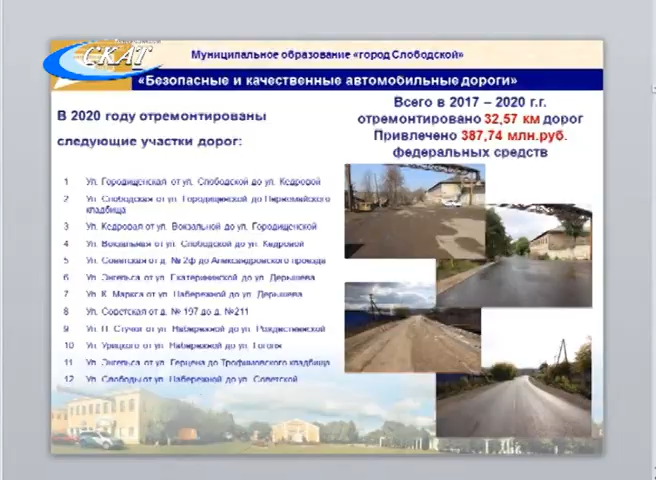 СКАТ
Муниципальное образование «город Слободской»
«Безопасные и качественные автомобильные дороги»
В 2020 году отремонтированы
следующие участки дорог:
Всего в 2017 – 2020 г.г.
отремонтировано 32,57 км дорог
Привлечено 387,74 млн.руб.
федеральных средств
1 Ул. Городищенская от ул. Слободской до ул. Кедровой
2 Ул. Слободская от ул. Городищенской до Первомайского
кладбища
3 Ул. Кедровая от ул. Вокзальной до ул. Городищенской
4 Ул. Вокзальная от ул. Слободской до ул. Кедровой
5 Ул. Советская от д. № 2ф до Александровского проезда
6 Ул. Энгельса от ул. Екатерининской до ул. Дерышева
7 Ул. К. Маркса от ул. Набережной до ул. Дерышева
8 Ул. Советская от д. № 197 до д. №211
9 Ул. П. Стучки от ул. Набережной до ул. Рождественской
10 Ул. Урицкого от ул. Набережной до ул. Гоголя
11 Ул. Энгельса от ул. Герцена до Трофимовского кладбища
12 Ул. Свободы от ул. Набережной до ул. Советской